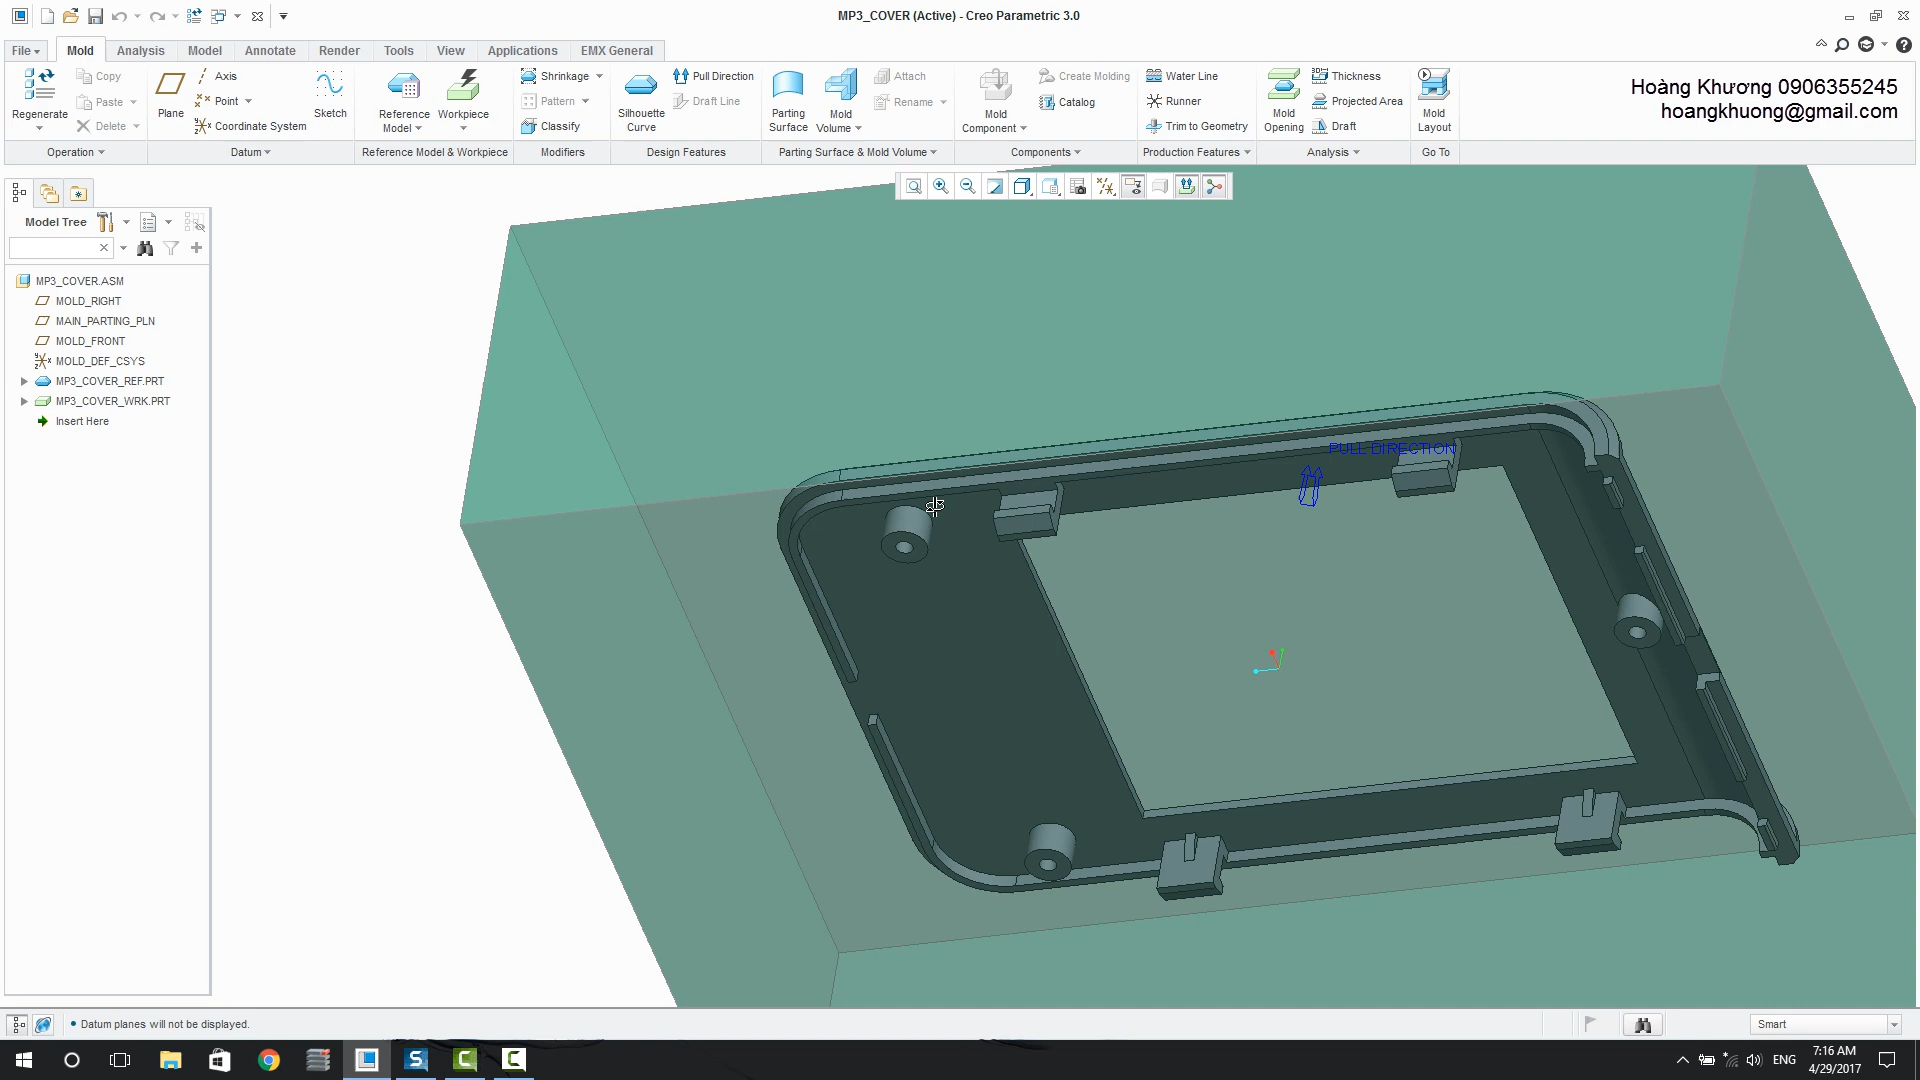 MP3_COVER (Active) - Creo Parametric 3.0
File
Mold
Analysis
Model
Annotate
Render
Tools
View
Applications
EMX General
Regenerate
Copy
Paste
Delete
Operation
Plane
Axis
Point
Coordinate System
Sketch
Datum
Reference
Model
Workpiece
Reference Model & Workpiece
Shrinkage
Pattern
Classify
Modifiers
Silhouette
Curve
Pull Direction
Draft Line
Design Features
Parting
Surface
Mold
Volume
Attach
Rename
Parting Surface & Mold Volume
Mold
Component
Create Molding
Catalog
Components
Water Line
Runner
Trim to Geometry
Production Features
Mold
Opening
Thickness
Projected Area
Draft
Analysis
Mold
Layout
Go To
Hoàng Khương 0906355245
hoangkhuong@gmail.com
Model Tree
MP3_COVER.ASM
MOLD_RIGHT
MAIN_PARTING_PLN
MOLD_FRONT
MOLD_DEF_CSYS
MP3_COVER_REF.PRT
MP3_COVER_WRK.PRT
Insert Here
PULL DIRECTION
Datum planes will not be displayed.
Smart
ENG
7:16 AM
4/29/2017